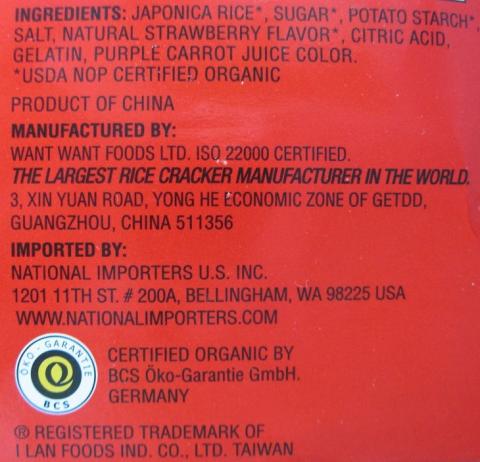 INGREDIENTS: JAPONICA RICE*, SUGAR*, POTATO STARCH*,
SALT, NATURAL STRAWBERRY FLAVOR*, CITRIC ACID,
GELATIN, PURPLE CARROT JUICE COLOR.
*USDA NOP CERTIFIED ORGANIC
PRODUCT OF CHINA
MANUFACTURED BY:
WANT WANT FOODS LTD. ISO 22000 CERTIFIED.
THE LARGEST RICE CRACKER MANUFACTURER IN THE WORLD.
3, XIN YUAN ROAD, YONG HE ECONOMIC ZONE OF GETDD,
GUANGZHOU, CHINA 511356
IMPORTED BY:
NATIONAL IMPORTERS U.S. INC.
1201 11TH ST. # 200A, BELLINGHAM, WA 98225 USA
WWW.NATIONALIMPORTERS.COM
ÖKO-GARANTIE
BCS
CERTIFIED ORGANIC BY
BCS Öko-Garantie GmbH.
GERMANY
® REGISTERED TRADEMARK OF
I LAN FOODS IND. CO., LTD. TAIWAN